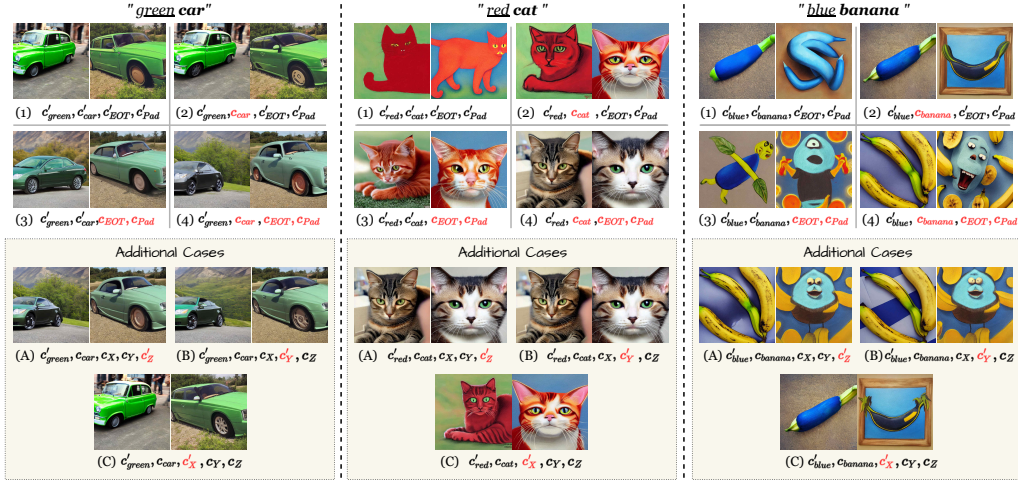 "green car"
(1) c'green, c'car, c'EOT, c'Pad
(2) c'green, ccar, c'EOT, c'Pad
(3) c'green, c'car, cEOT, cPad
(4) c'green, ccar, cEOT, cPad
Additional Cases
(A) c'green, ccar, cX, cY, c'Z
(B) c'green, ccar, cX, c'Y, cZ
(C) c'green, ccar, c'X, cY, cZ
"red cat"
(1) c'red, c'cat, c'EOT, c'Pad
(2) c'red, ccat, c'EOT, c'Pad
(3) c'red, c'cat, cEOT, cPad
(4) c'red, ccat, cEOT, cPad
Additional Cases
(A) c'red, ccat, cX, cY, c'Z
(B) c'red, ccat, cX, c'Y, cZ
(C) c'red, ccat, c'X, cY, cZ
"blue banana"
(1) c'blue, c'banana, c'EOT, c'Pad
(2) c'blue, cbanana, c'EOT, c'Pad
(3) c'blue, c'banana, cEOT, cPad
(4) c'blue, cbanana, cEOT, cPad
Additional Cases
(A) c'blue, cbanana, cX, cY, c'Z
(B) c'blue, cbanana, cX, c'Y, cZ
(C) c'blue, cbanana, c'X, cY, cZ